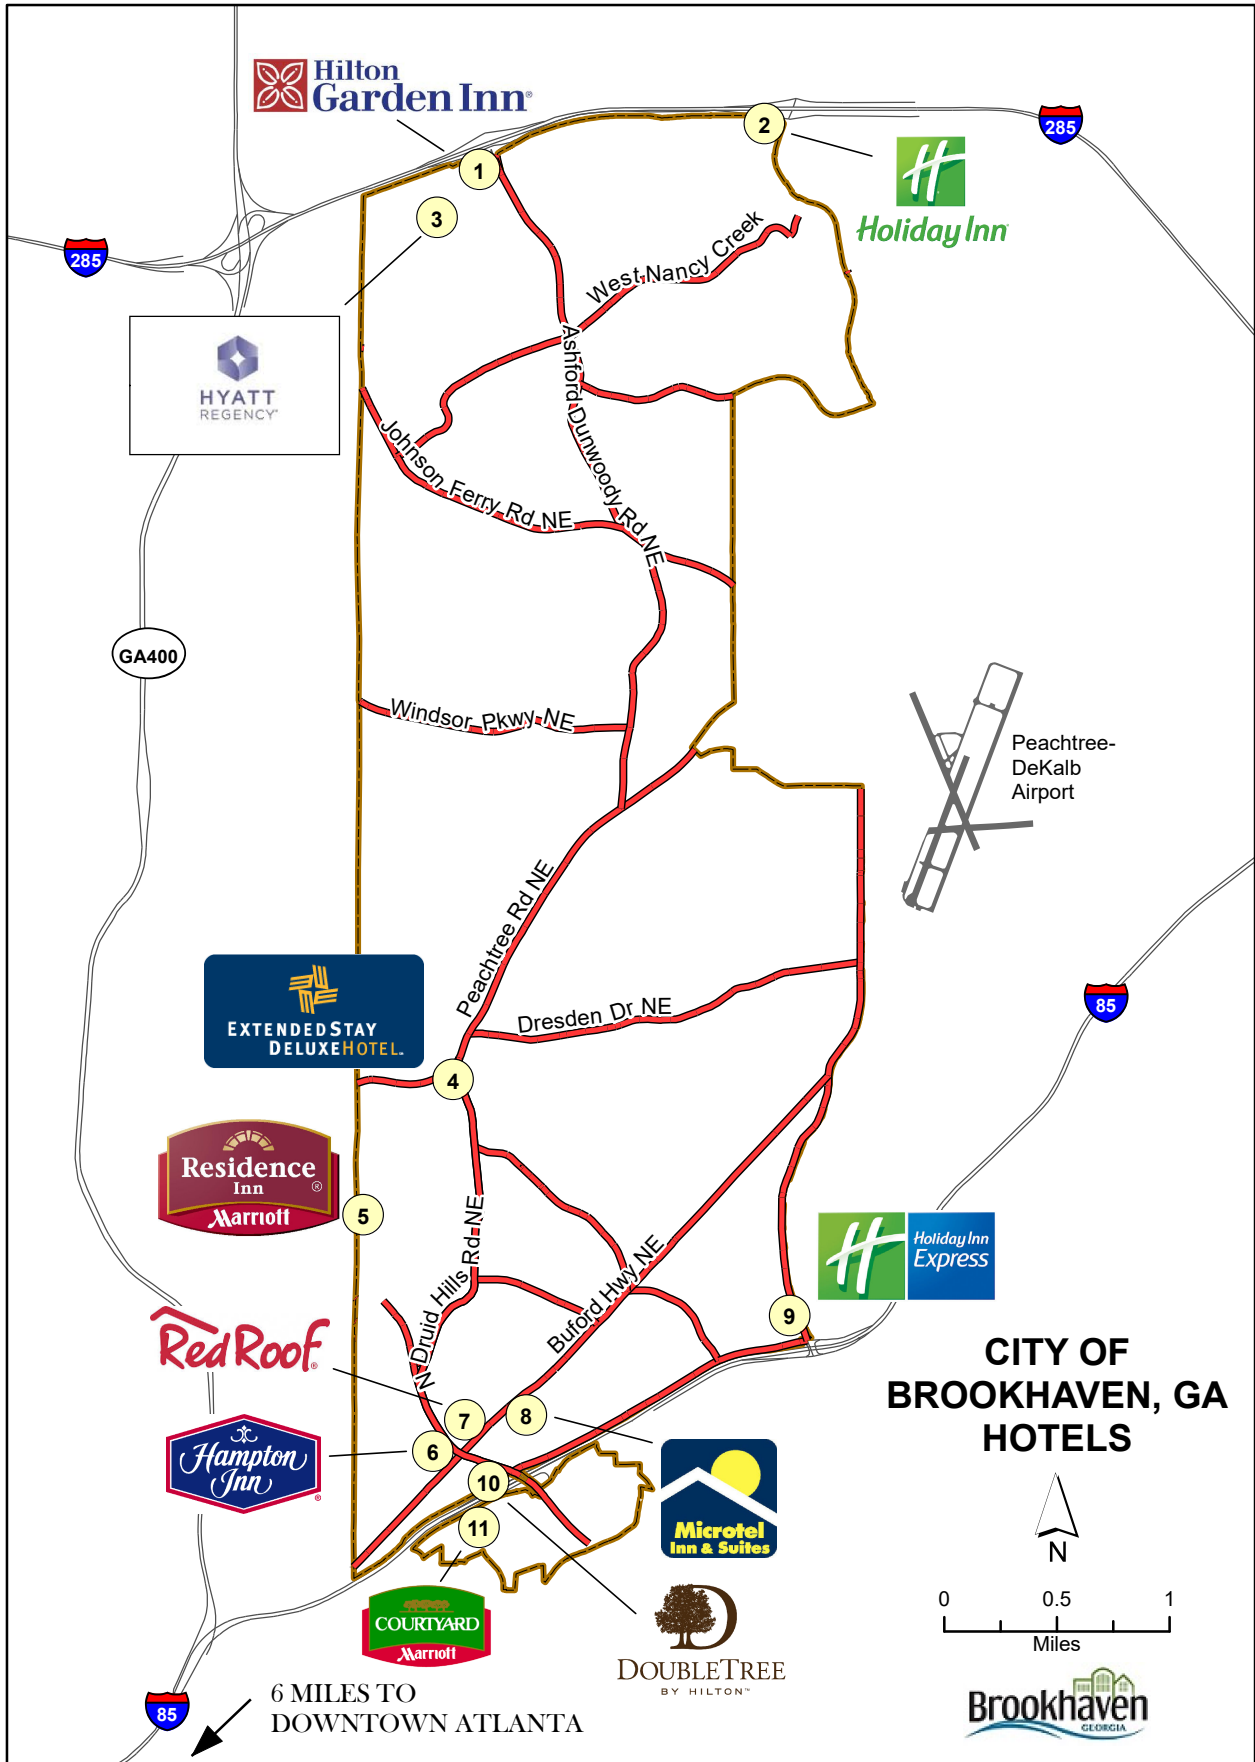 Hilton
Garden Inn®
2
285
1
Holiday Inn
3
285
West Nancy Creek
HYATT
REGENCY®
Ashford Dunwoody Rd NE
Johnson Ferry Rd NE
GA400
Windsor Pkwy NE
Peachtree-
DeKalb
Airport
Peachtree Rd NE
EXTENDED STAY
DELUXE HOTEL
85
Dresden Dr NE
4
Residence
Inn ®
Marriott
5
N Druid Hills Rd NE
Buford Hwy NE
Holiday Inn
Express
9
Red Roof®
CITY OF
BROOKHAVEN, GA
HOTELS
7
8
6
Hampton
Inn
®
10
11
Microtel
Inn & Suites
N
COURTYARD
Marriott
DOUBLETREE
BY HILTON™
0 0.5 1
Miles
6 MILES TO
DOWNTOWN ATLANTA
85
Brookhaven
GEORGIA